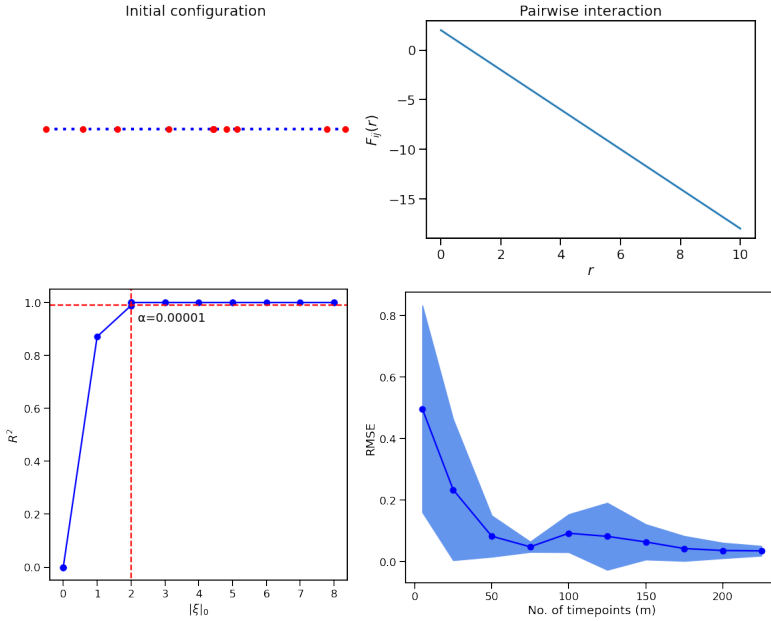 Initial configuration
Pairwise interaction
0
−5
−10
−15
F_ij(r)
0 2 4 6 8 10
r
1.0
0.8
0.6
0.4
0.2
0.0
R²
α=0.00001
0 1 2 3 4 5 6 7 8
|ξ|₀
0.8
0.6
0.4
0.2
0.0
RMSE
0 50 100 150 200
No. of timepoints (m)